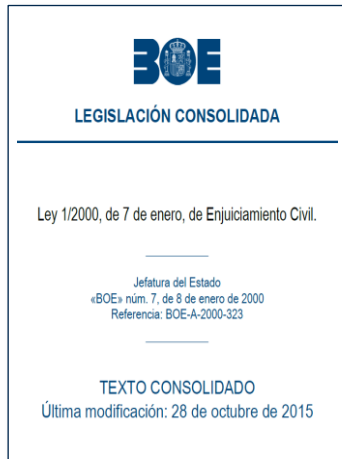 BOE
LEGISLACIÓN CONSOLIDADA
Ley 1/2000, de 7 de enero, de Enjuiciamiento Civil.
Jefatura del Estado
«BOE» núm. 7, de 8 de enero de 2000
Referencia: BOE-A-2000-323
TEXTO CONSOLIDADO
Última modificación: 28 de octubre de 2015